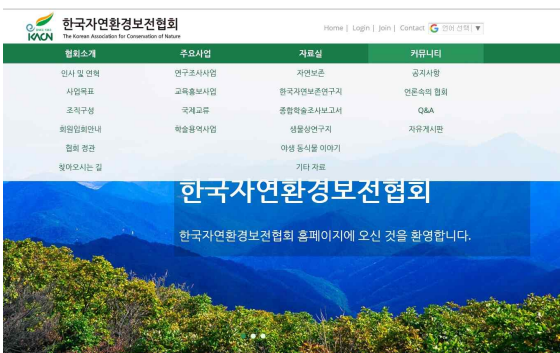 한국자연환경보전협회
The Korean Association for Conservation of Nature
KACN
Home | Login | Join | Contact G 언어 선택 ▼
협회소개 주요사업 자료실 커뮤니티
인사 및 연혁 연구조사사업 자연보존 공지사항
사업목표 교육홍보사업 한국자연보존연구지 언론속의 협회
조직구성 국제교류 종합학술조사보고서 Q&A
회원입회안내 학술용역사업 생물상연구지 자유게시판
협회 정관 야생 동식물 이야기
찾아오시는 길 기타 자료
한국자연환경보전협회
한국자연환경보전협회 홈페이지에 오신 것을 환영합니다.